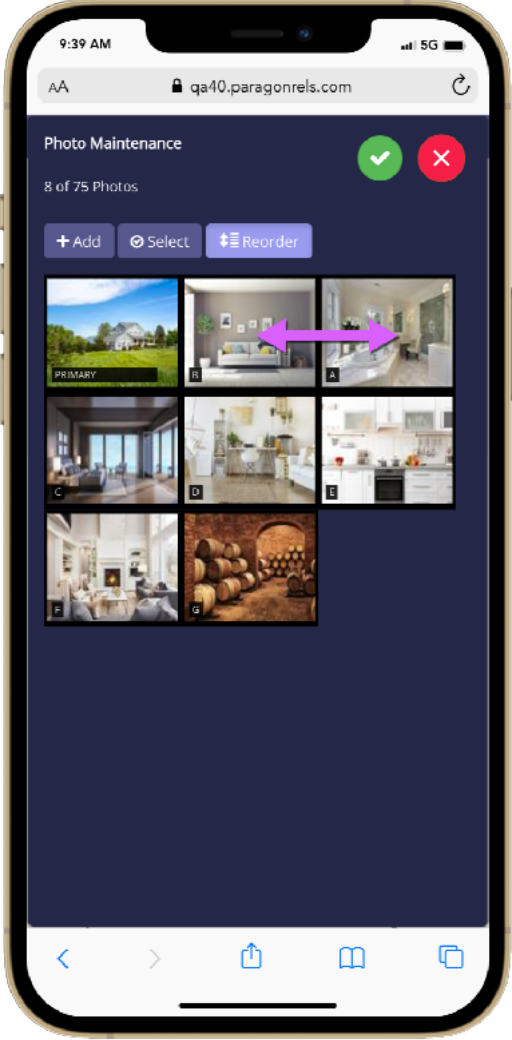 9:39 AM
5G
AA
qa40.paragonrels.com
Photo Maintenance
8 of 75 Photos
Add
Select
Reorder
PRIMARY
B
A
C
D
E
F
G